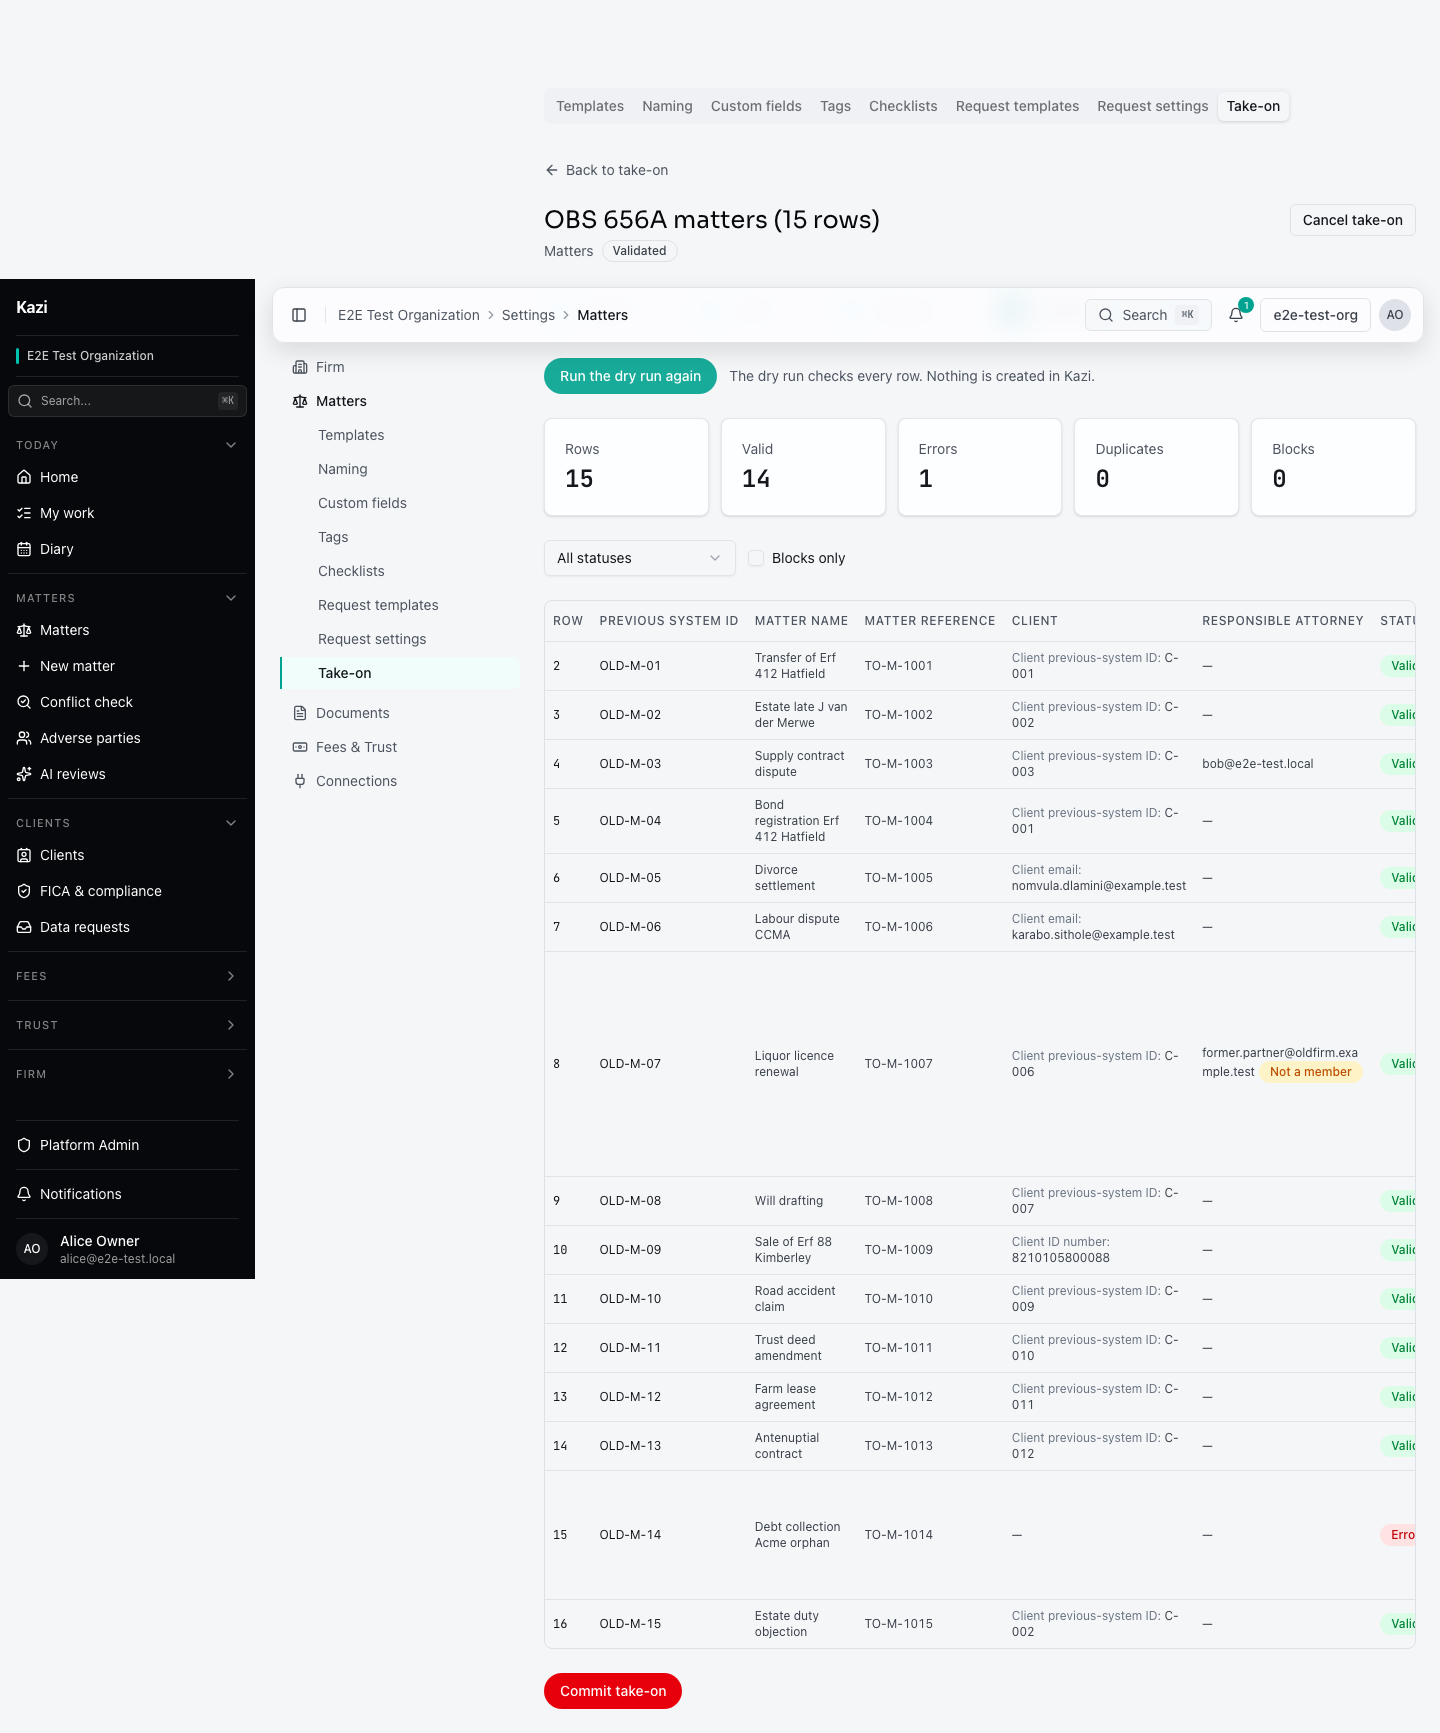 Templates Naming Custom fields Tags Checklists Request templates Request settings Take-on
Back to take-on
OBS 656A matters (15 rows)
Cancel take-on
Matters Validated
Kazi
E2E Test Organization
Search... ⌘K
TODAY
Home
My work
Diary
MATTERS
Matters
New matter
Conflict check
Adverse parties
AI reviews
CLIENTS
Clients
FICA & compliance
Data requests
FEES
TRUST
FIRM
Platform Admin
Notifications
AO Alice Owner
alice@e2e-test.local
E2E Test Organization > Settings > Matters
Search ⌘K
1
e2e-test-org
AO
Firm
Matters
Templates
Naming
Custom fields
Tags
Checklists
Request templates
Request settings
Take-on
Documents
Fees & Trust
Connections
Run the dry run again The dry run checks every row. Nothing is created in Kazi.
Rows Valid Errors Duplicates Blocks
15 14 1 0 0
All statuses Blocks only
ROW PREVIOUS SYSTEM ID MATTER NAME MATTER REFERENCE CLIENT RESPONSIBLE ATTORNEY
2 OLD-M-01 Transfer of Erf 412 Hatfield TO-M-1001 Client previous-system ID: C-001 —
3 OLD-M-02 Estate late J van der Merwe TO-M-1002 Client previous-system ID: C-002 —
4 OLD-M-03 Supply contract dispute TO-M-1003 Client previous-system ID: C-003 bob@e2e-test.local
5 OLD-M-04 Bond registration Erf 412 Hatfield TO-M-1004 Client previous-system ID: C-001 —
6 OLD-M-05 Divorce settlement TO-M-1005 Client email: nomvula.dlamini@example.test —
7 OLD-M-06 Labour dispute CCMA TO-M-1006 Client email: karabo.sithole@example.test —
8 OLD-M-07 Liquor licence renewal TO-M-1007 Client previous-system ID: C-006 former.partner@oldfirm.example.test Not a member
9 OLD-M-08 Will drafting TO-M-1008 Client previous-system ID: C-007 —
10 OLD-M-09 Sale of Erf 88 Kimberley TO-M-1009 Client ID number: 8210105800088 —
11 OLD-M-10 Road accident claim TO-M-1010 Client previous-system ID: C-009 —
12 OLD-M-11 Trust deed amendment TO-M-1011 Client previous-system ID: C-010 —
13 OLD-M-12 Farm lease agreement TO-M-1012 Client previous-system ID: C-011 —
14 OLD-M-13 Antenuptial contract TO-M-1013 Client previous-system ID: C-012 —
15 OLD-M-14 Debt collection Acme orphan TO-M-1014 — —
16 OLD-M-15 Estate duty objection TO-M-1015 Client previous-system ID: C-002 —
Commit take-on